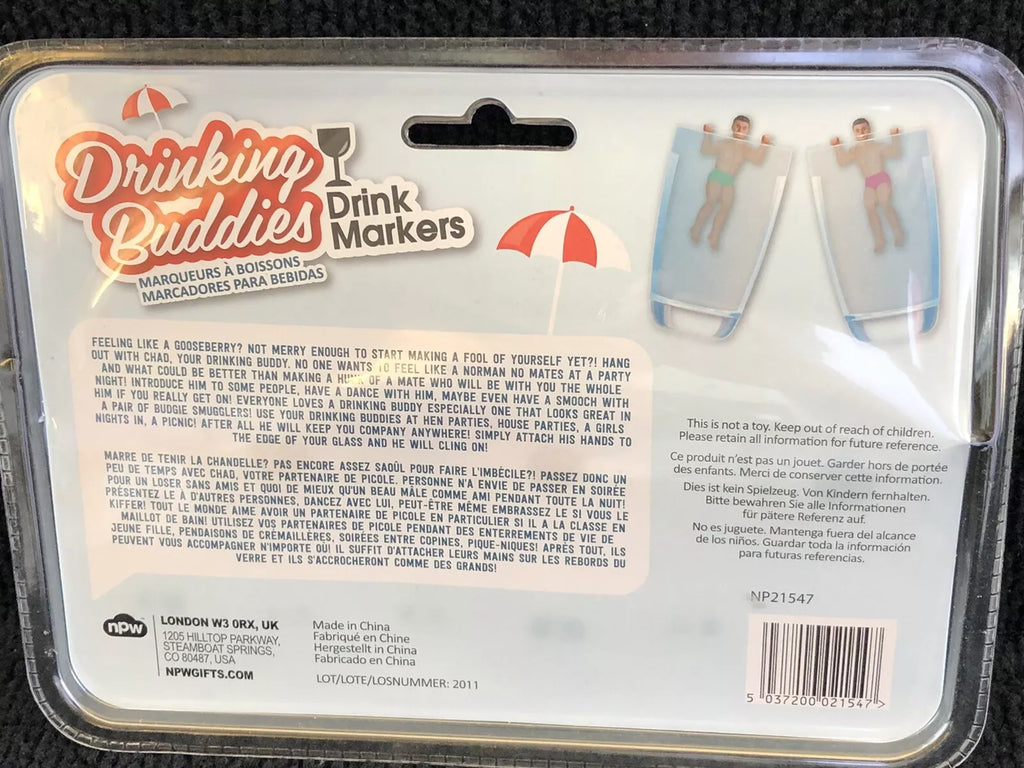 Drinking
Buddies
Drink
Markers
MARQUEURS À BOISSONS
MARCADORES PARA BEBIDAS
FEELING LIKE A GOOSEBERRY? NOT MERRY ENOUGH TO START MAKING A FOOL OF YOURSELF YET?! HANG
OUT WITH CHAD, YOUR DRINKING BUDDY. NO ONE WANTS TO FEEL LIKE A NORMAN NO MATES AT A PARTY
AND WHAT COULD BE BETTER THAN MAKING A HUNK OF A MATE WHO WILL BE WITH YOU THE WHOLE
NIGHT! INTRODUCE HIM TO SOME PEOPLE, HAVE A DANCE WITH HIM, MAYBE EVEN HAVE A SMOOCH WITH
HIM IF YOU REALLY GET ON! EVERYONE LOVES A DRINKING BUDDY ESPECIALLY ONE THAT LOOKS GREAT IN
A PAIR OF BUDGIE SMUGGLERS! USE YOUR DRINKING BUDDIES AT HEN PARTIES, HOUSE PARTIES, A GIRLS
NIGHTS IN, A PICNIC! AFTER ALL HE WILL KEEP YOU COMPANY ANYWHERE! SIMPLY ATTACH HIS HANDS TO
THE EDGE OF YOUR GLASS AND HE WILL CLING ON!
MARRE DE TENIR LA CHANDELLE? PAS ENCORE ASSEZ SAOÛL POUR FAIRE L'IMBÉCILE?! PASSEZ DONC UN
PEU DE TEMPS AVEC CHAD, VOTRE PARTENAIRE DE PICOLE. PERSONNE N'A ENVIE DE PASSER EN SOIRÉE
POUR UN LOSER SANS AMIS ET QUOI DE MIEUX QU'UN BEAU MÂLE COMME AMI PENDANT TOUTE LA NUIT!
PRÉSENTEZ LE À D'AUTRES PERSONNES, DANCEZ AVEC LUI, PEUT-ÊTRE MÊME EMBRASSEZ LE SI VOUS LE
KIFFER! TOUT LE MONDE AIME AVOIR UN PARTENAIRE DE PICOLE EN PARTICULIER SI IL A LA CLASSE EN
MAILLOT DE BAIN! UTILISEZ VOS PARTENAIRES DE PICOLE PENDANT DES ENTERREMENTS DE VIE DE
JEUNE FILLE, PENDAISONS DE CRÉMAILLÈRES, SOIRÉES ENTRE COPINES, PIQUE-NIQUES! APRÈS TOUT, ILS
PEUVENT VOUS ACCOMPAGNER N'IMPORTE OÙ! IL SUFFIT D'ATTACHER LEURS MAINS SUR LES REBORDS DU
VERRE ET ILS S'ACCROCHERONT COMME DES GRANDS!
This is not a toy. Keep out of reach of children.
Please retain all information for future reference.
Ce produit n'est pas un jouet. Garder hors de portée
des enfants. Merci de conserver cette information.
Dies ist kein Spielzeug. Von Kindern fernhalten.
Bitte bewahren Sie alle Informationen
für pätere Referenz auf.
No es juguete. Mantenga fuera del alcance
de los niños. Guardar toda la información
para futuras referencias.
NP21547
5 037200 021547 >
npw
LONDON W3 0RX, UK
1205 HILLTOP PARKWAY,
STEAMBOAT SPRINGS,
CO 80487, USA
NPWGIFTS.COM
Made in China
Fabriqué en Chine
Hergestellt in China
Fabricado en China
LOT/LOTE/LOSNUMMER: 2011